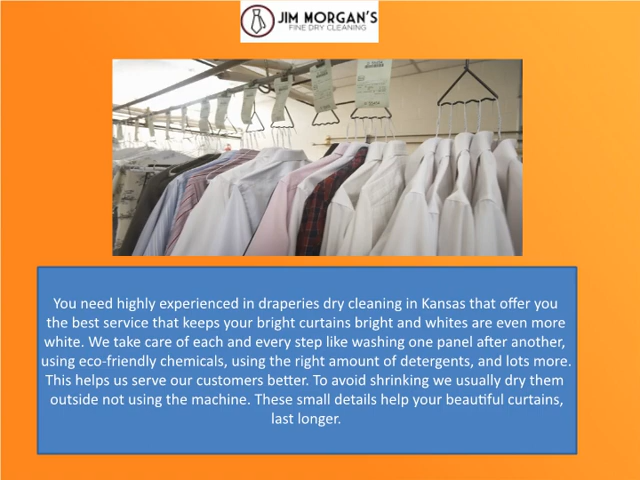 JIM MORGAN'S
FINE DRY CLEANING
You need highly experienced in draperies dry cleaning in Kansas that offer you
the best service that keeps your bright curtains bright and whites are even more
white. We take care of each and every step like washing one panel after another,
using eco-friendly chemicals, using the right amount of detergents, and lots more.
This helps us serve our customers better. To avoid shrinking we usually dry them
outside not using the machine. These small details help your beautiful curtains,
last longer.